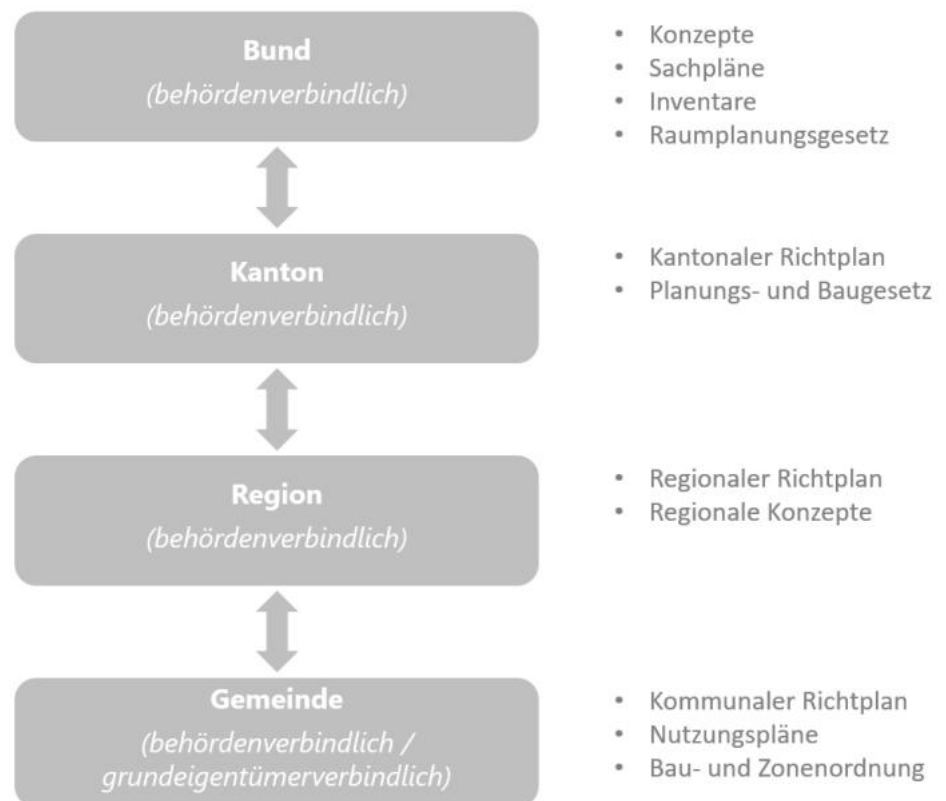 Bund
(behördenverbindlich)
• Konzepte
• Sachpläne
• Inventare
• Raumplanungsgesetz
Kanton
(behördenverbindlich)
• Kantonaler Richtplan
• Planungs- und Baugesetz
Region
(behördenverbindlich)
• Regionaler Richtplan
• Regionale Konzepte
Gemeinde
(behördenverbindlich /
grundeigentümerverbindlich)
• Kommunaler Richtplan
• Nutzungspläne
• Bau- und Zonenordnung